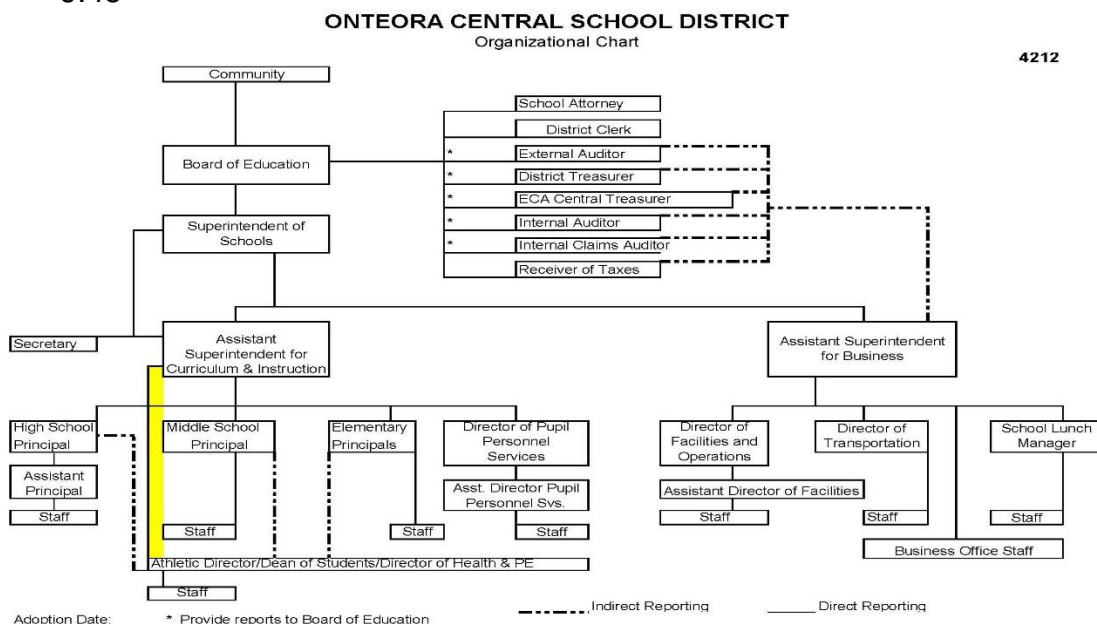 ONTEORA CENTRAL SCHOOL DISTRICT
Organizational Chart
4212
Community
School Attorney
District Clerk
Board of Education
* External Auditor
* District Treasurer
* ECA Central Treasurer
Superintendent of
Schools
* Internal Auditor
* Internal Claims Auditor
Receiver of Taxes
Secretary
Assistant
Superintendent for
Curriculum & Instruction
Assistant Superintendent
for Business
High School
Principal
Middle School
Principal
Elementary
Principals
Director of Pupil
Personnel
Services
Director of
Facilities and
Operations
Director of
Transportation
School Lunch
Manager
Assistant
Principal
Asst. Director Pupil
Personnel Svs.
Assistant Director of Facilities
Staff
Staff
Staff
Staff
Staff
Staff
Staff
Business Office Staff
Athletic Director/Dean of Students/Director of Health & PE
Staff
Indirect Reporting
Direct Reporting
Adoption Date:
* Provide reports to Board of Education